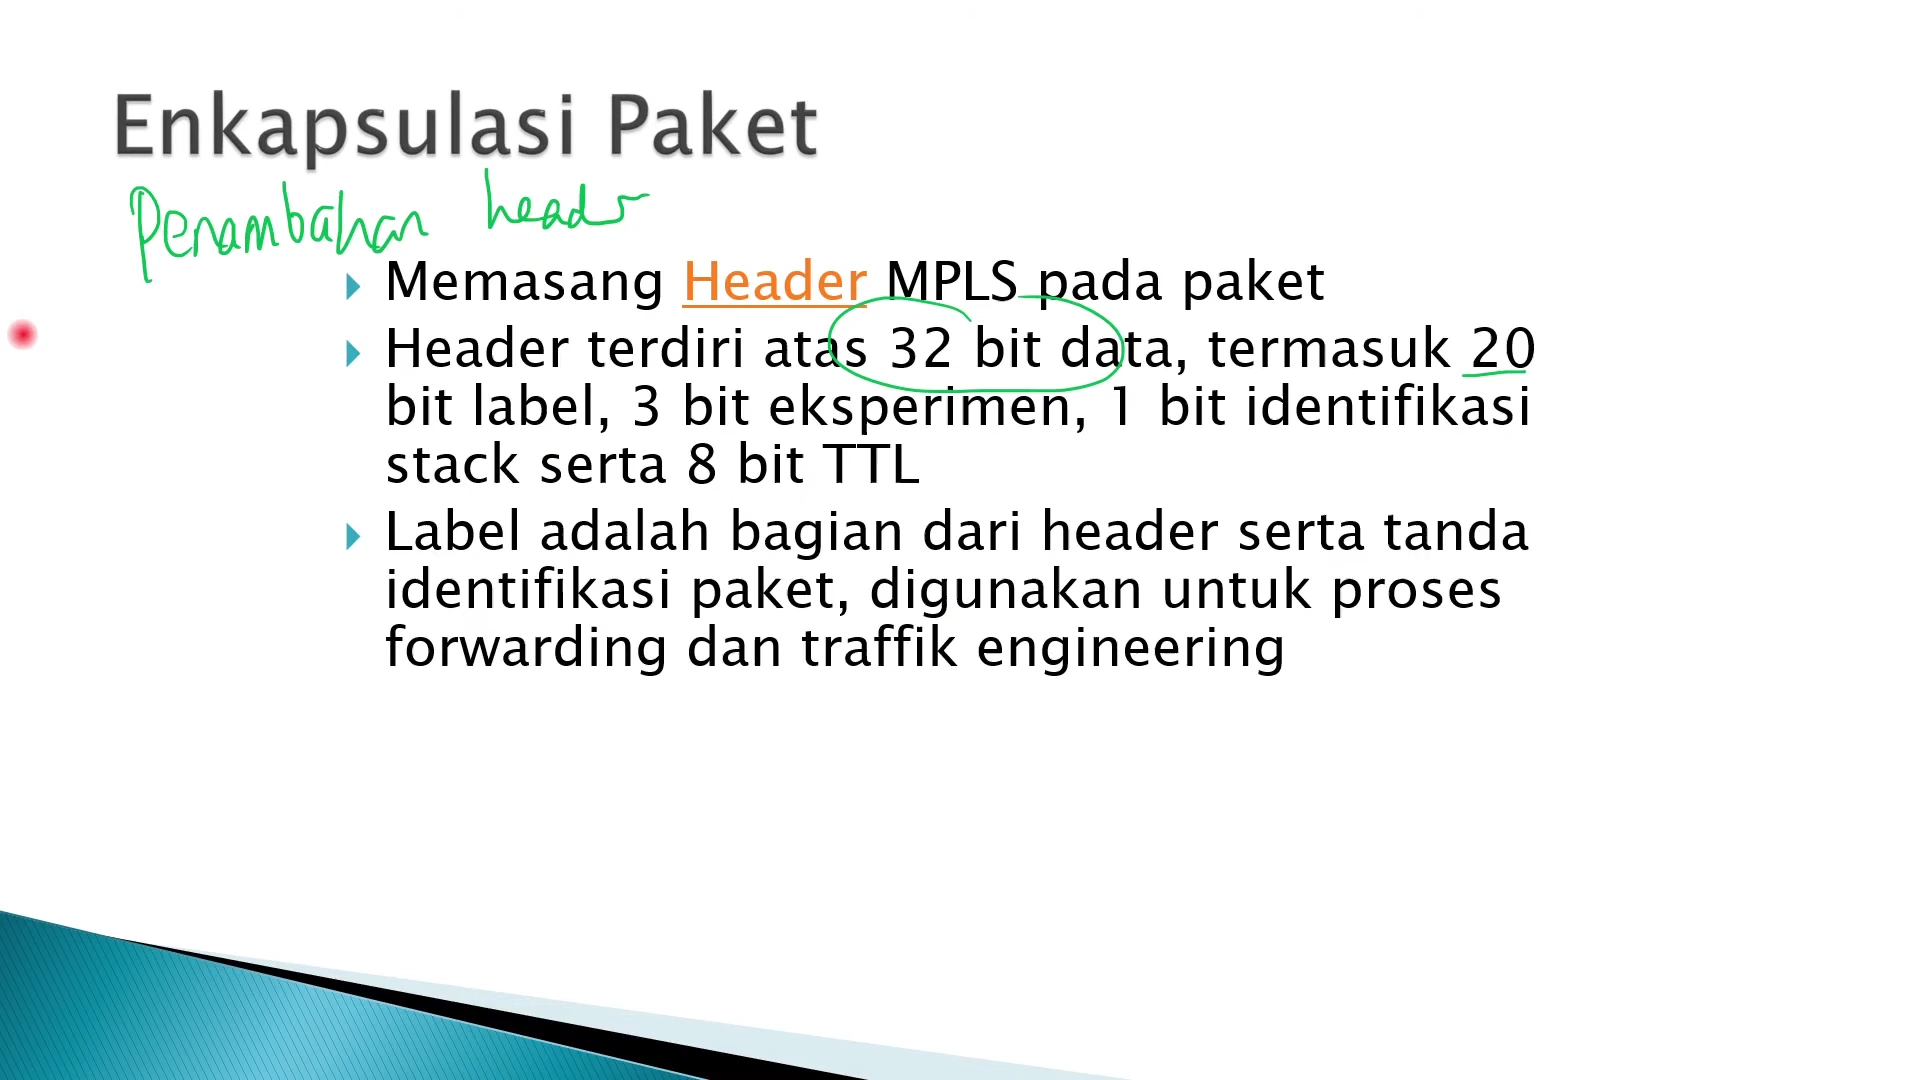 Enkapsulasi Paket
Penambahan header
Memasang Header MPLS pada paket
Header terdiri atas 32 bit data, termasuk 20
bit label, 3 bit eksperimen, 1 bit identifikasi
stack serta 8 bit TTL
Label adalah bagian dari header serta tanda
identifikasi paket, digunakan untuk proses
forwarding dan traffik engineering